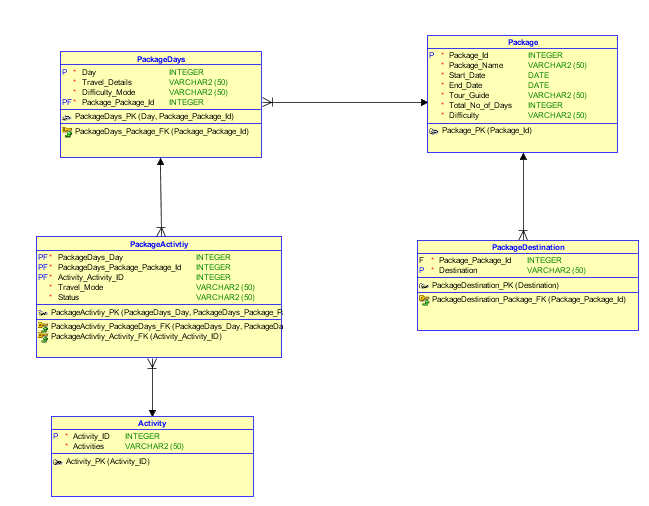 PackageDays
P * Day INTEGER
* Travel_Details VARCHAR2 (50)
* Difficulty_Mode VARCHAR2 (50)
PF * Package_Package_Id INTEGER
PackageDays_PK (Day, Package_Package_Id)
PackageDays_Package_FK (Package_Package_Id)
Package
P * Package_Id INTEGER
* Package_Name VARCHAR2 (50)
* Start_Date DATE
* End_Date DATE
* Tour_Guide VARCHAR2 (50)
* Total_No_of_Days INTEGER
* Difficulty VARCHAR2 (50)
Package_PK (Package_Id)
PackageActivtiy
PF * PackageDays_Day INTEGER
PF * PackageDays_Package_Package_Id INTEGER
PF * Activity_Activity_ID INTEGER
* Travel_Mode VARCHAR2 (50)
* Status VARCHAR2 (50)
PackageActivtiy_PK (PackageDays_Day, PackageDays_Package_P
PackageActivtiy_PackageDays_FK (PackageDays_Day, PackageDa
PackageActivtiy_Activity_FK (Activity_Activity_ID)
PackageDestination
F * Package_Package_Id INTEGER
P * Destination VARCHAR2 (50)
PackageDestination_PK (Destination)
PackageDestination_Package_FK (Package_Package_Id)
Activity
P * Activity_ID INTEGER
* Activities VARCHAR2 (50)
Activity_PK (Activity_ID)